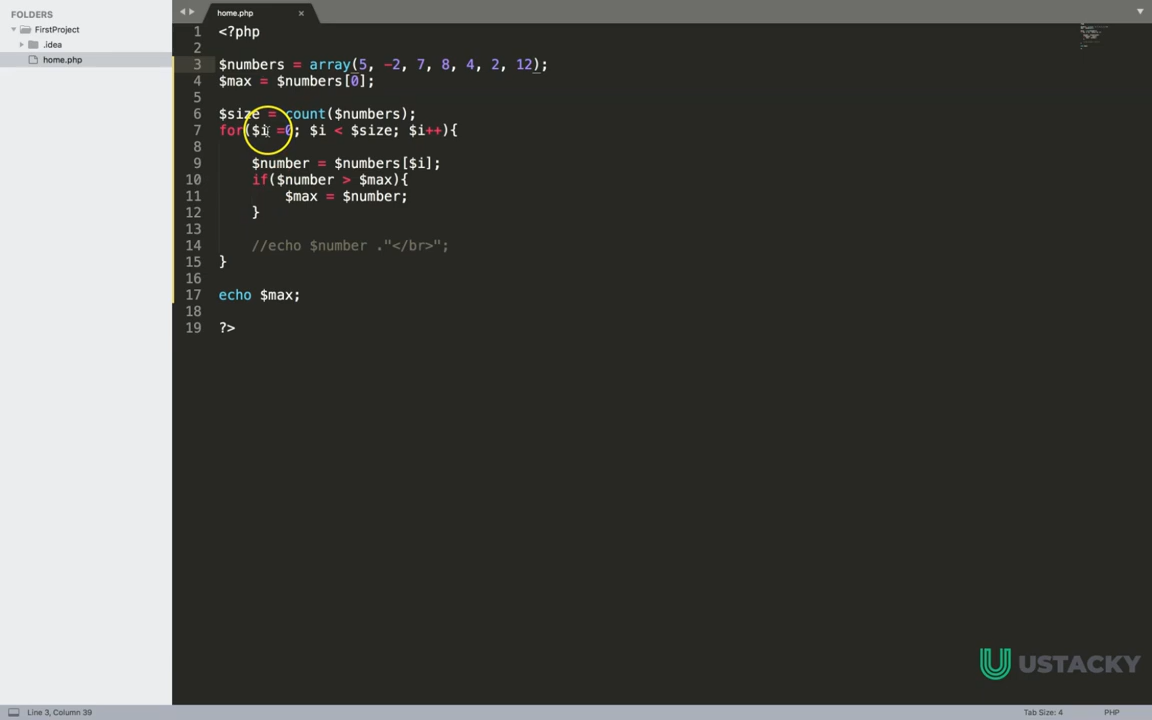 FOLDERS
FirstProject
.idea
home.php
home.php
1 <?php
2
3 $numbers = array(5, -2, 7, 8, 4, 2, 12);
4 $max = $numbers[0];
5
6 $size = count($numbers);
7 for($i =0; $i < $size; $i++){
8
9 $number = $numbers[$i];
10 if($number > $max){
11 $max = $number;
12 }
13
14 //echo $number ."</br>";
15 }
16
17 echo $max;
18
19 ?>
USTACKY
Line 3, Column 39
Tab Size: 4
PHP